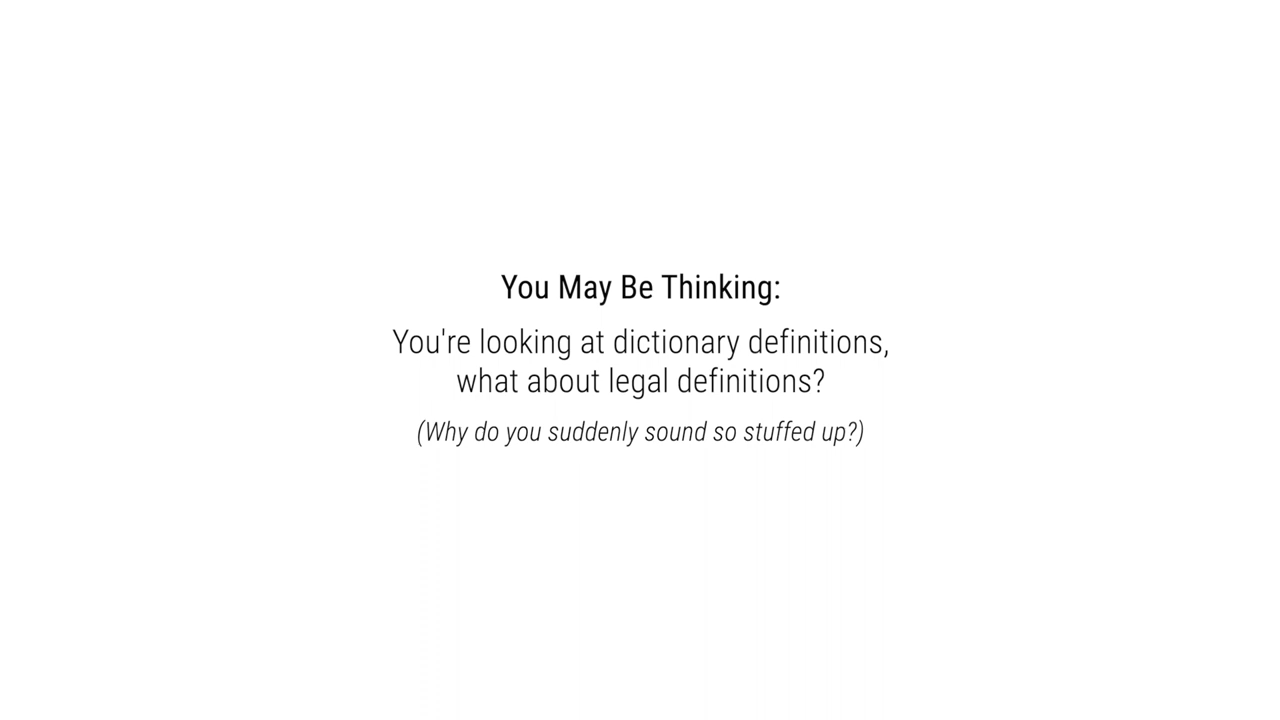 You May Be Thinking:
You're looking at dictionary definitions,
what about legal definitions?
(Why do you suddenly sound so stuffed up?)